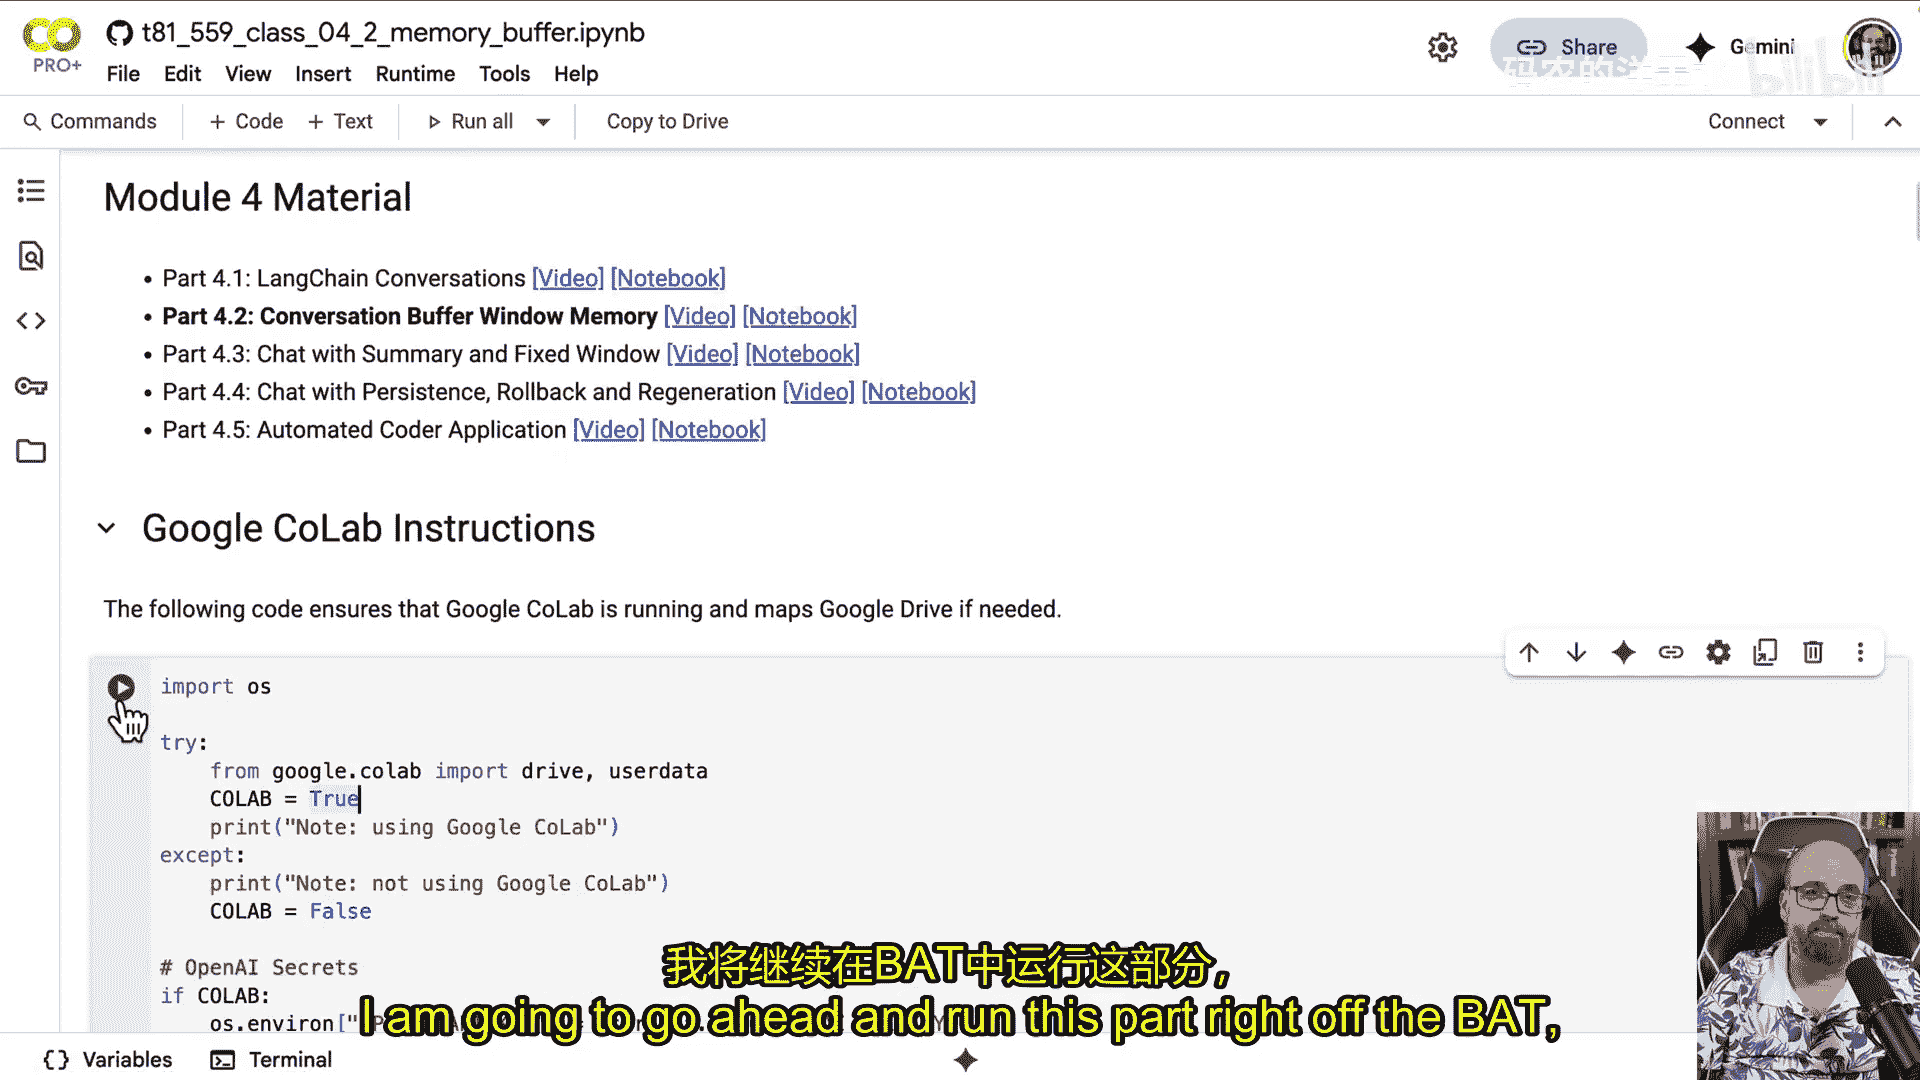 t81_559_class_04_2_memory_buffer.ipynb
PRO+
File Edit View Insert Runtime Tools Help
Share
Gemini
码农的
bilibili
Commands
+ Code + Text
Run all
Copy to Drive
Connect
Module 4 Material
• Part 4.1: LangChain Conversations [Video] [Notebook]
• Part 4.2: Conversation Buffer Window Memory [Video] [Notebook]
• Part 4.3: Chat with Summary and Fixed Window [Video] [Notebook]
• Part 4.4: Chat with Persistence, Rollback and Regeneration [Video] [Notebook]
• Part 4.5: Automated Coder Application [Video] [Notebook]
Google CoLab Instructions
The following code ensures that Google CoLab is running and maps Google Drive if needed.
import os
try:
from google.colab import drive, userdata
COLAB = True
print("Note: using Google CoLab")
except:
print("Note: not using Google CoLab")
COLAB = False
# OpenAI Secrets
if COLAB:
os.environ["
我将继续在BAT中运行这部分，
I am going to go ahead and run this part right off the BAT,
{} Variables
Terminal